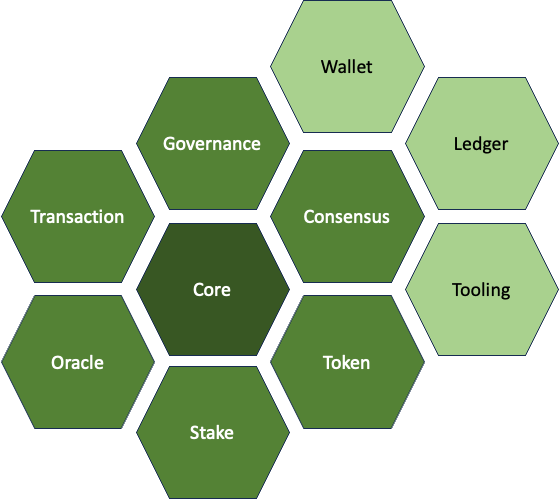 Wallet
Governance
Ledger
Transaction
Consensus
Core
Tooling
Oracle
Token
Stake